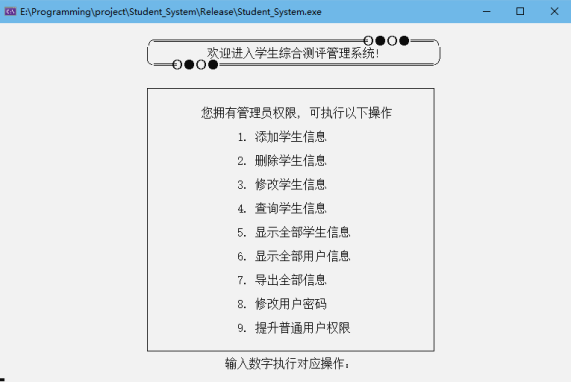 E:\Programming\project\Student_System\Release\Student_System.exe
欢迎进入学生综合测评管理系统!
您拥有管理员权限, 可执行以下操作
1. 添加学生信息
2. 删除学生信息
3. 修改学生信息
4. 查询学生信息
5. 显示全部学生信息
6. 显示全部用户信息
7. 导出全部信息
8. 修改用户密码
9. 提升普通用户权限
输入数字执行对应操作: